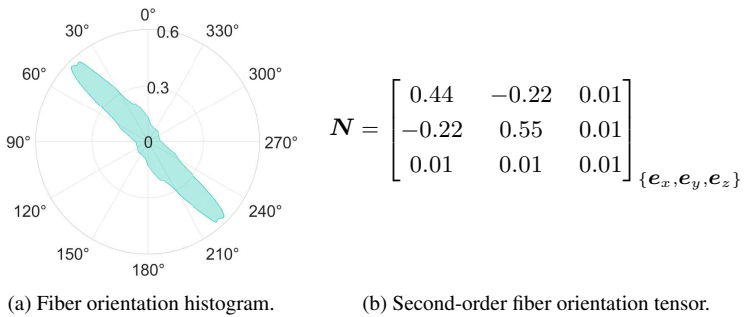 0°
30° 0.6 330°
60° 300°
0.3
90° 0 270°
120° 240°
150° 210°
180°
N = [ 0.44 −0.22 0.01
−0.22 0.55 0.01
0.01 0.01 0.01 ] {e_x,e_y,e_z}
(a) Fiber orientation histogram.
(b) Second-order fiber orientation tensor.